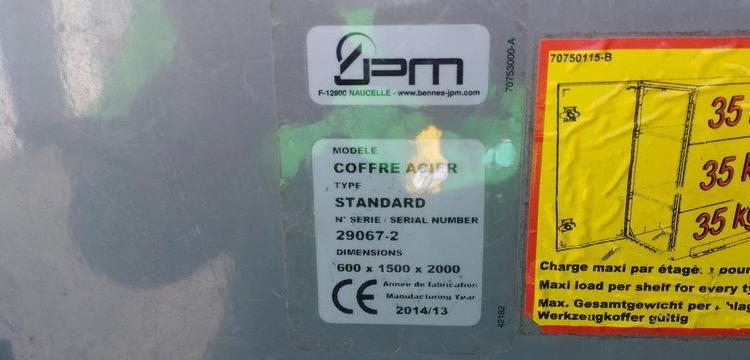 JPM
F-12800 NAUCELLE - www.bennes-jpm.com
70753000-A
MODELE
COFFRE ACIER
TYPE
STANDARD
N° SERIE / SERIAL NUMBER
29067-2
DIMENSIONS
600 x 1500 x 2000
CE
Année de fabrication
Manufacturing Year
2014/13
42182
70750115-B
35
35 k
35 kg
Charge maxi par étage pour
Maxi load per shelf for every
Max. Gesamtgewicht per
Werkzeugkoffer gültig